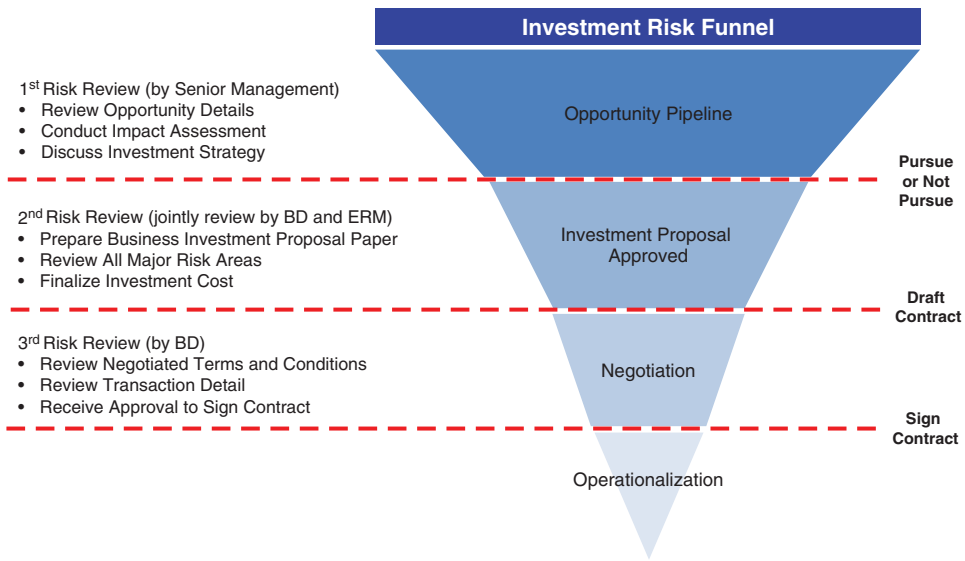 Investment Risk Funnel
1st Risk Review (by Senior Management)
• Review Opportunity Details
• Conduct Impact Assessment
• Discuss Investment Strategy
Opportunity Pipeline
Pursue
or Not
Pursue
2nd Risk Review (jointly review by BD and ERM)
• Prepare Business Investment Proposal Paper
• Review All Major Risk Areas
• Finalize Investment Cost
Investment Proposal
Approved
Draft
Contract
3rd Risk Review (by BD)
• Review Negotiated Terms and Conditions
• Review Transaction Detail
• Receive Approval to Sign Contract
Negotiation
Sign
Contract
Operationalization